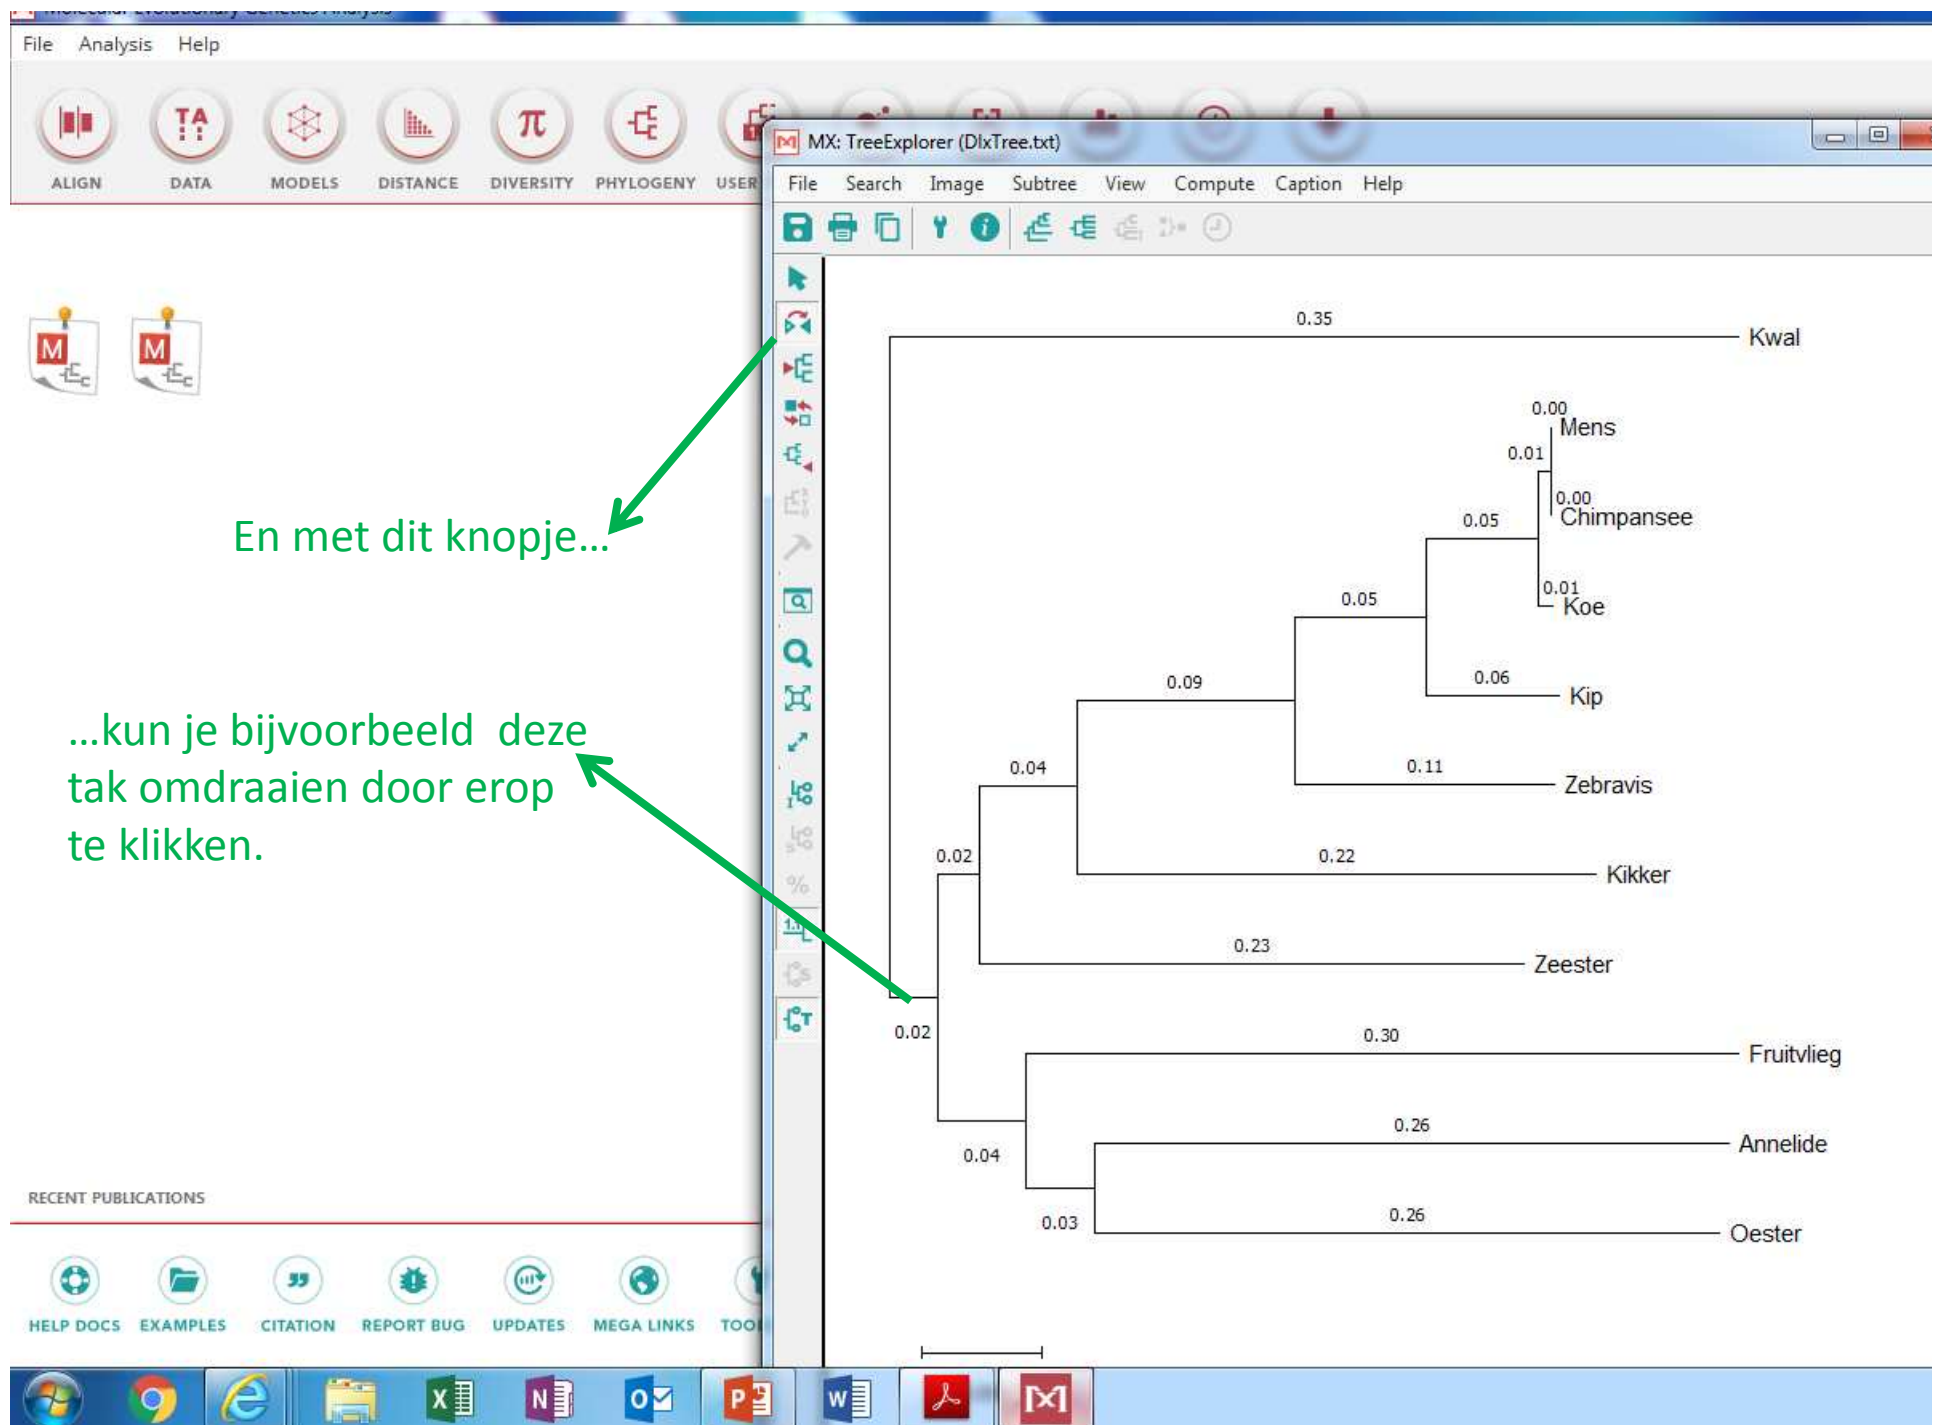 Molecular Evolutionary Genetics Analysis
File Analysis Help
ALIGN DATA MODELS DISTANCE DIVERSITY PHYLOGENY USER
MX: TreeExplorer (DlxTree.txt)
File Search Image Subtree View Compute Caption Help
0.35
Kwal
0.00
Mens
0.01
0.00
Chimpansee
0.05
0.01
Koe
0.05
0.06
Kip
0.09
0.11
Zebravis
0.04
0.22
Kikker
0.02
0.23
Zeester
0.02
0.30
Fruitvlieg
0.26
Annelide
0.04
0.26
Oester
0.03
En met dit knopje...
...kun je bijvoorbeeld deze
tak omdraaien door erop
te klikken.
RECENT PUBLICATIONS
HELP DOCS EXAMPLES CITATION REPORT BUG UPDATES MEGA LINKS